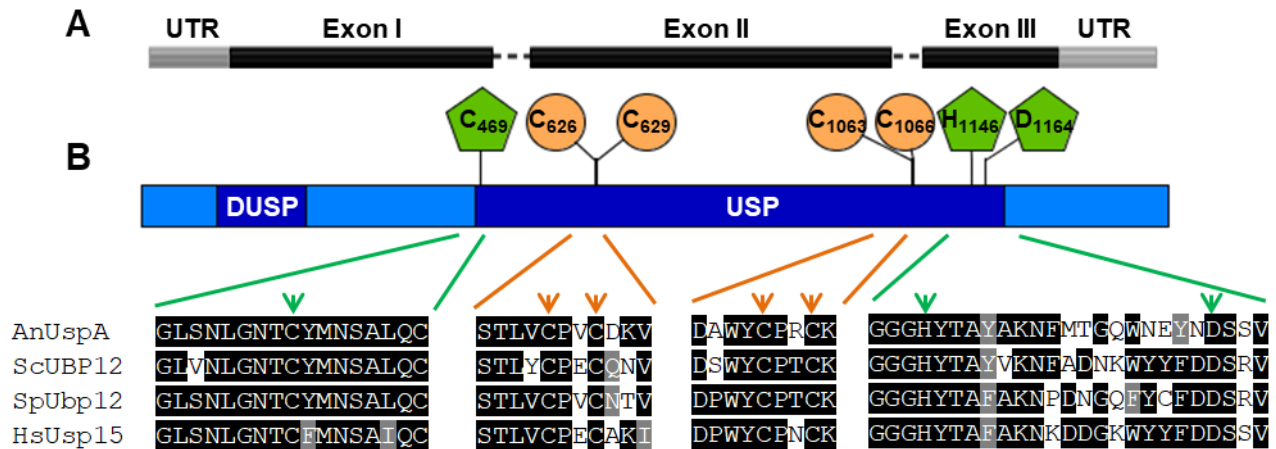 A
UTR Exon I Exon II Exon III UTR
C469 C626 C629 C1063 C1066 H1146 D1164
B
DUSP USP
AnUspA GLSNLGNTCYMNSALQC STLVCPVCDKV DAWYCPRCK GGGHYTAYAKNFMTGQWNEYNDSSV
ScUBP12 GLVNLGNTCYMNSALQC STLYCPECQNV DSWYCPTCK GGGHYTAYVKNFADNKWYYFDDSRV
SpUbp12 GLSNLGNTCYMNSALQC STLVCPVCNTV DPWYCPTCK GGGHYTAFAKNPDNGQFYCFDDSRV
HsUsp15 GLSNLGNTCFMNSAIQC STLVCPECAKI DPWYCPNCK GGGHYTAFAKNKDDGKWYYFDDSSV